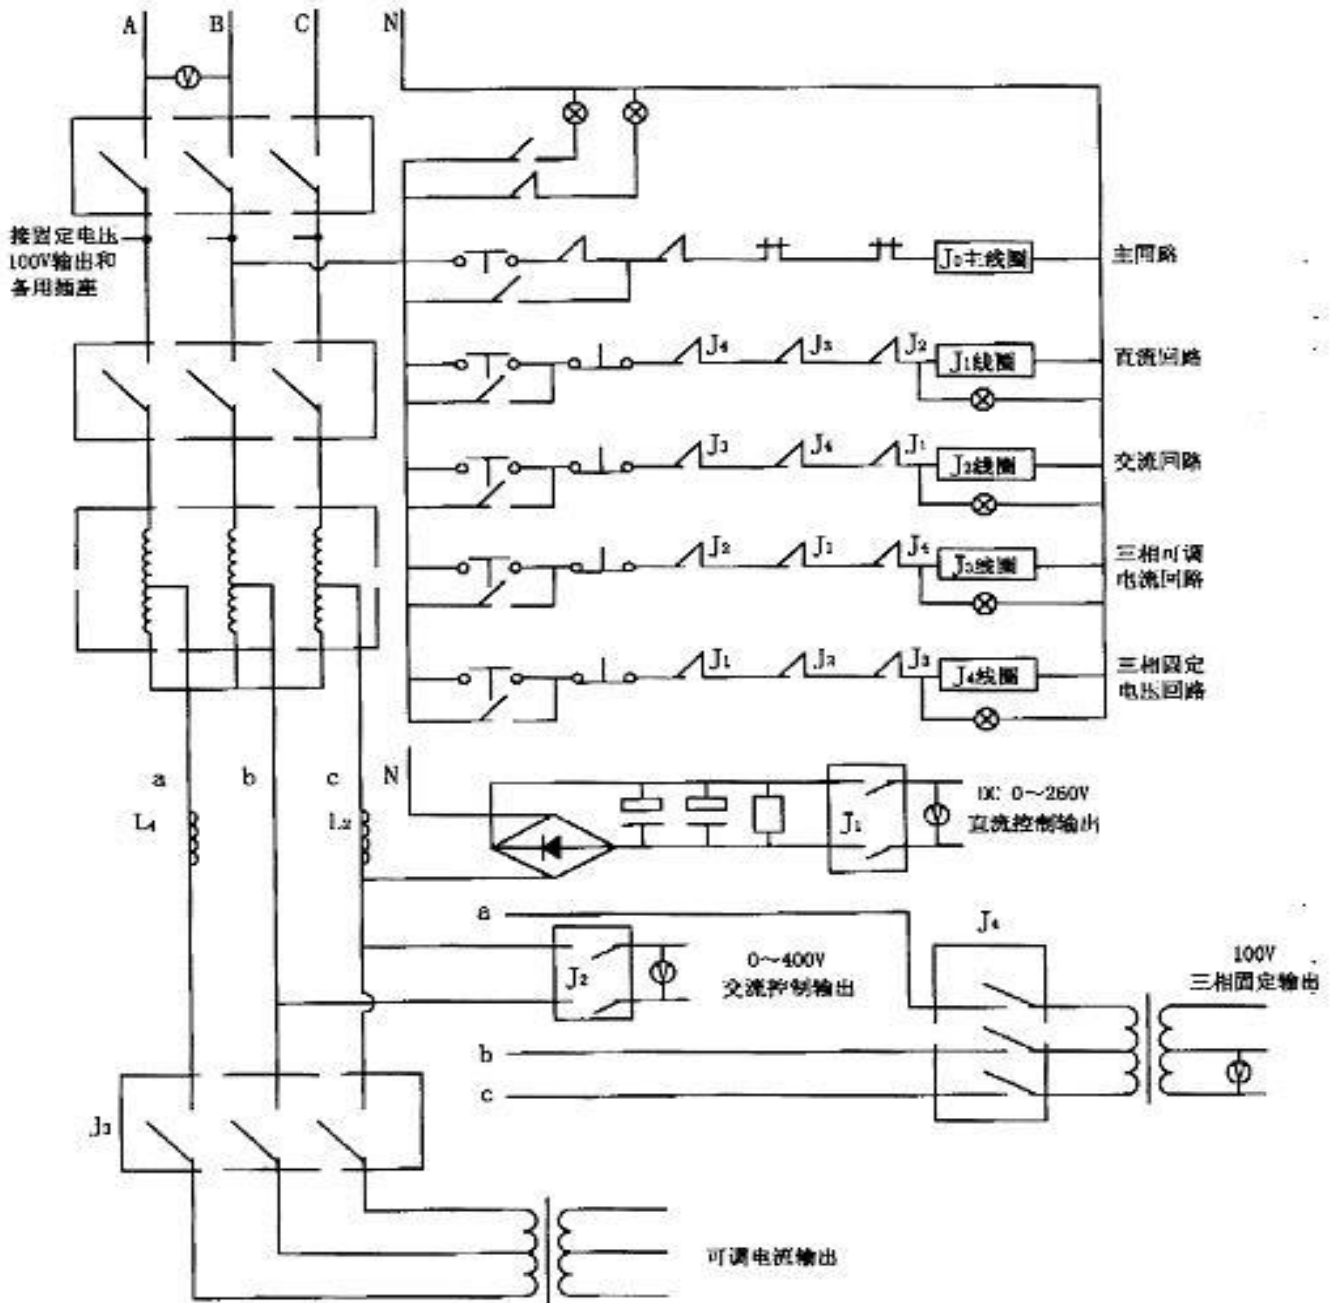 A B C N
V
接固定电压
100V输出和
备用插座
J₀主线圈
主回路
J₄ J₃ J₂
J₁线圈
直流回路
J₃ J₄ J₁
J₂线圈
交流回路
J₂ J₁ J₄
J₃线圈
三相可调
电流回路
J₁ J₂ J₃
J₄线圈
三相固定
电压回路
a b c N
L₁ L₂
J₁
V
DC 0～260V
直流控制输出
a
J₂
V
0～400V
交流控制输出
J₄
100V
三相固定输出
b
c
V
J₃
可调电流输出